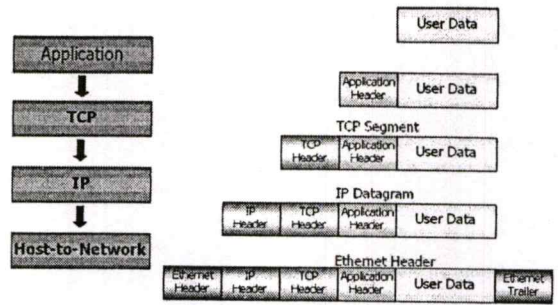 User Data
Application
Application Header User Data
TCP
TCP Segment
TCP Header Application Header User Data
IP
IP Datagram
IP Header TCP Header Application Header User Data
Host-to-Network
Ethernet Header
Ethernet Header IP Header TCP Header Application Header User Data Ethernet Trailer